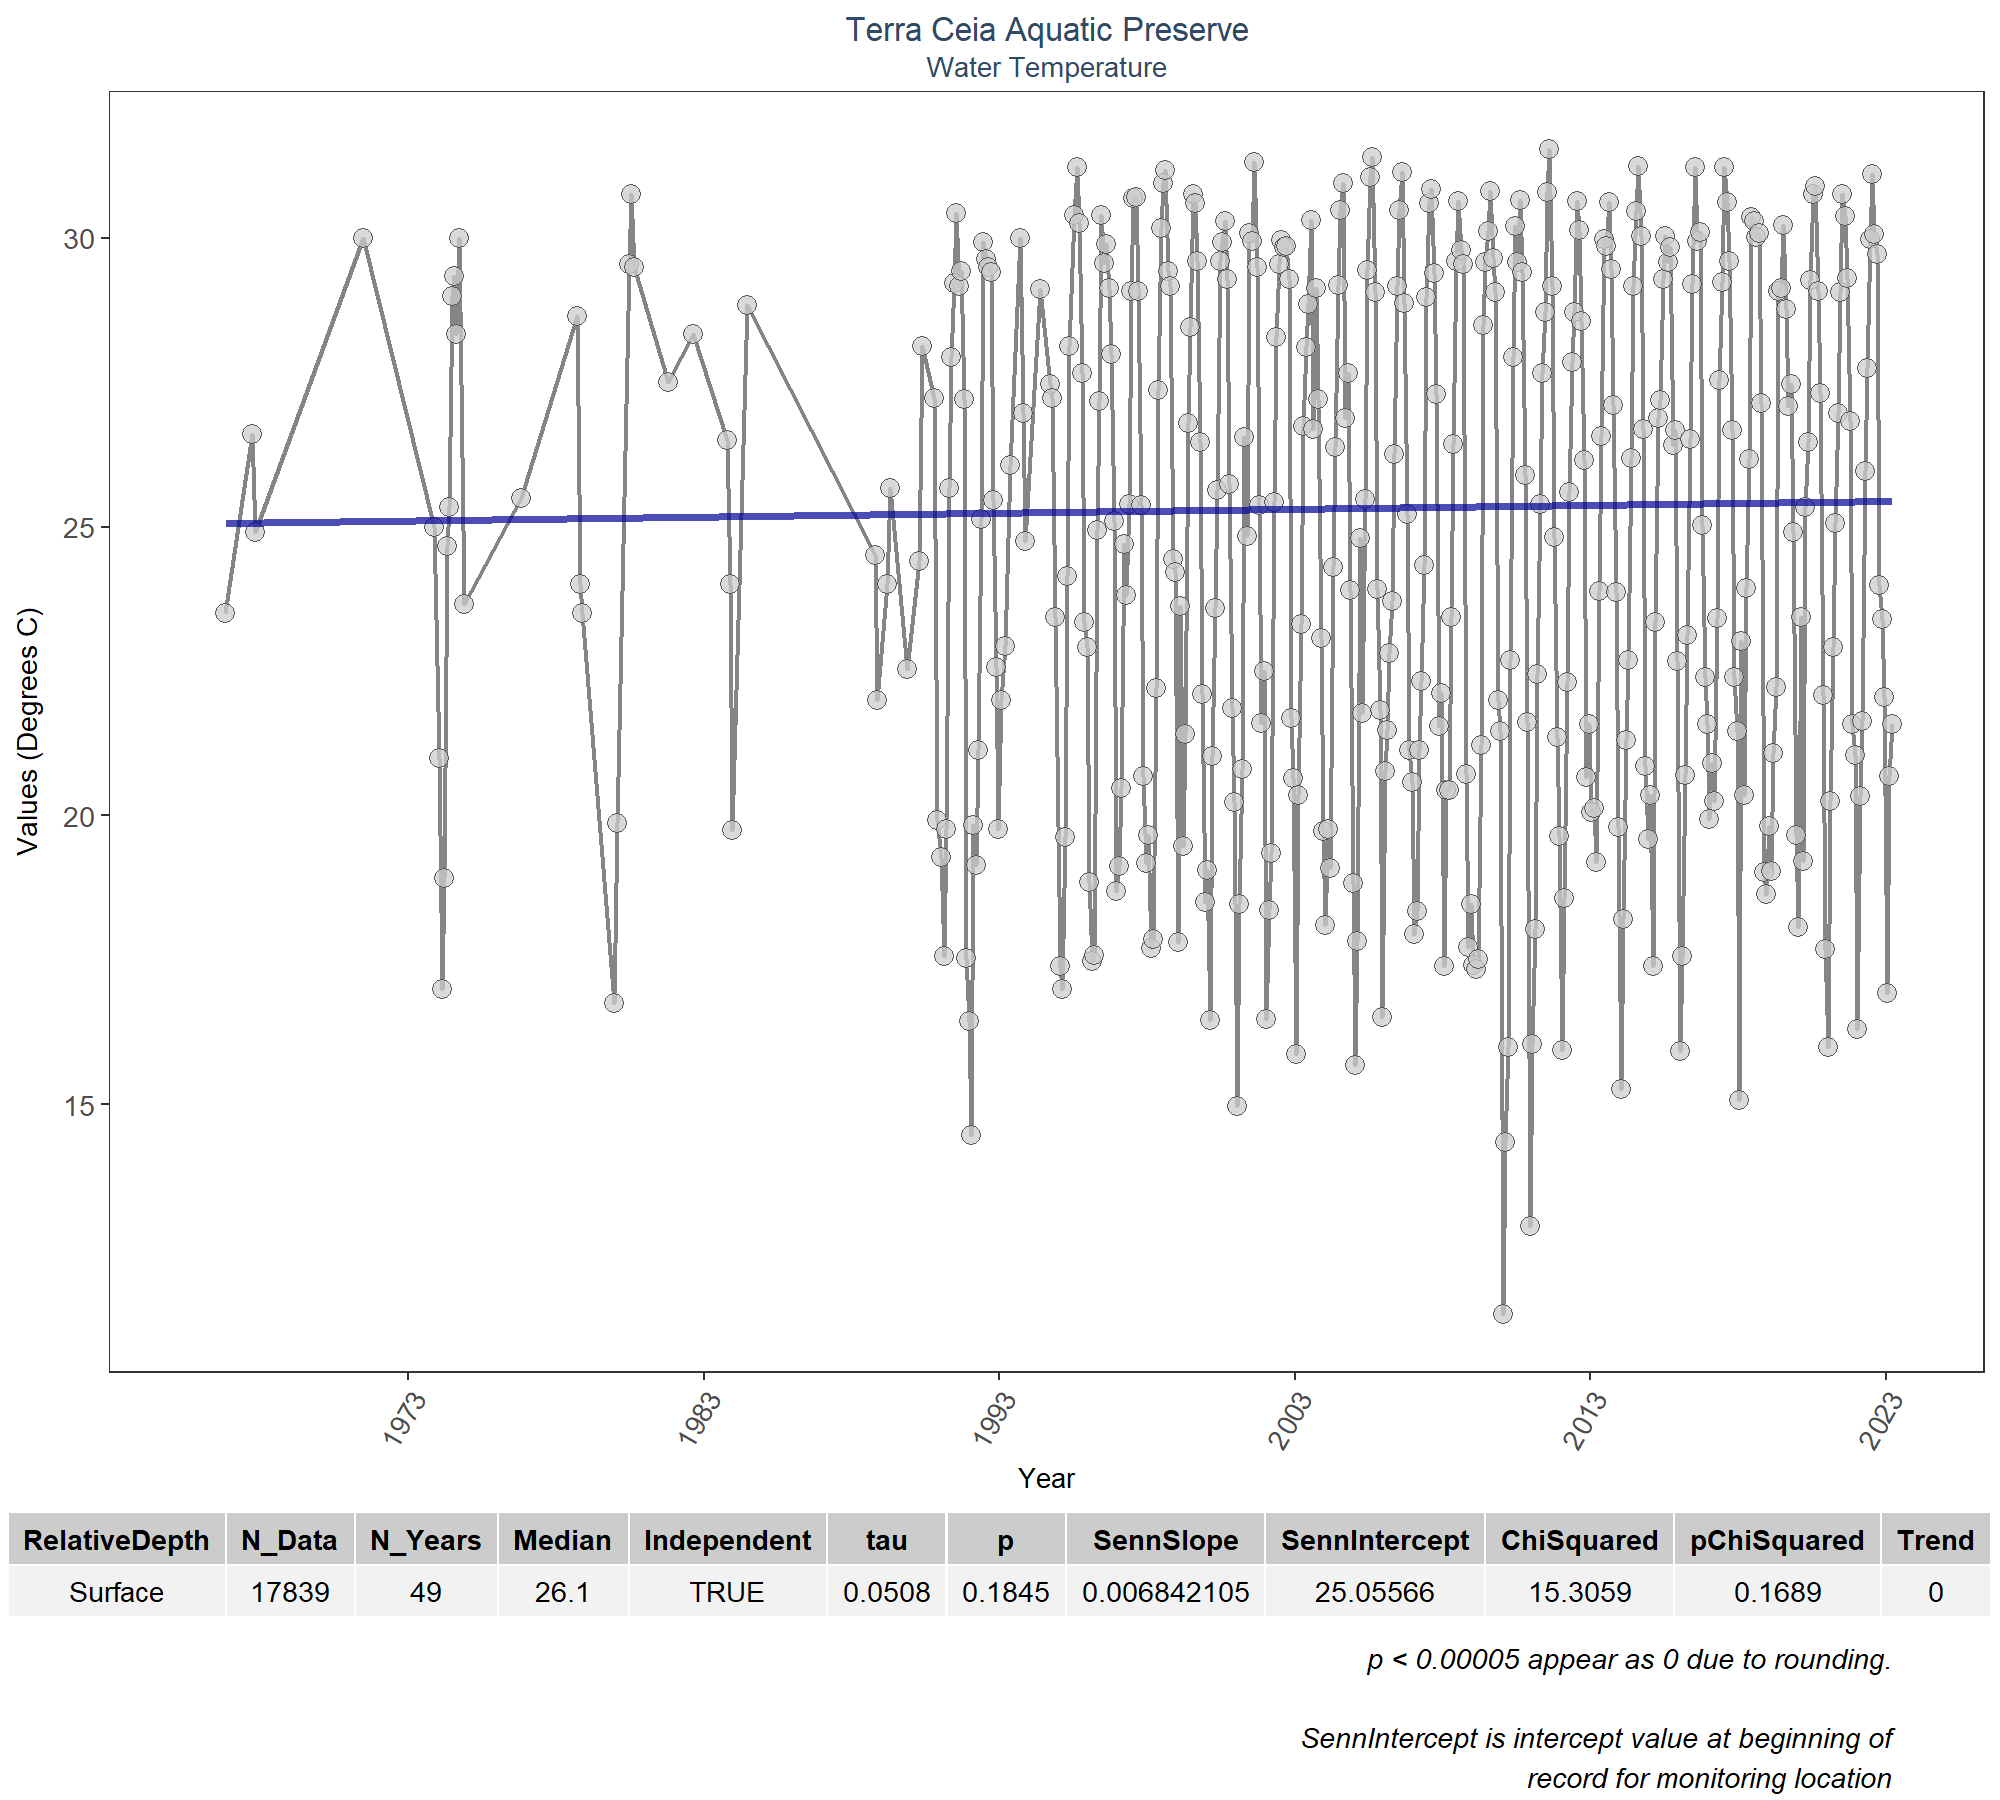 Terra Ceia Aquatic Preserve
Water Temperature
Values (Degrees C)
30
25
20
15
1973 1983 1993 2003 2013 2023
Year
RelativeDepth N_Data N_Years Median Independent tau p SennSlope SennIntercept ChiSquared pChiSquared Trend
Surface 17839 49 26.1 TRUE 0.0508 0.1845 0.006842105 25.05566 15.3059 0.1689 0
p < 0.00005 appear as 0 due to rounding.
SennIntercept is intercept value at beginning of
record for monitoring location